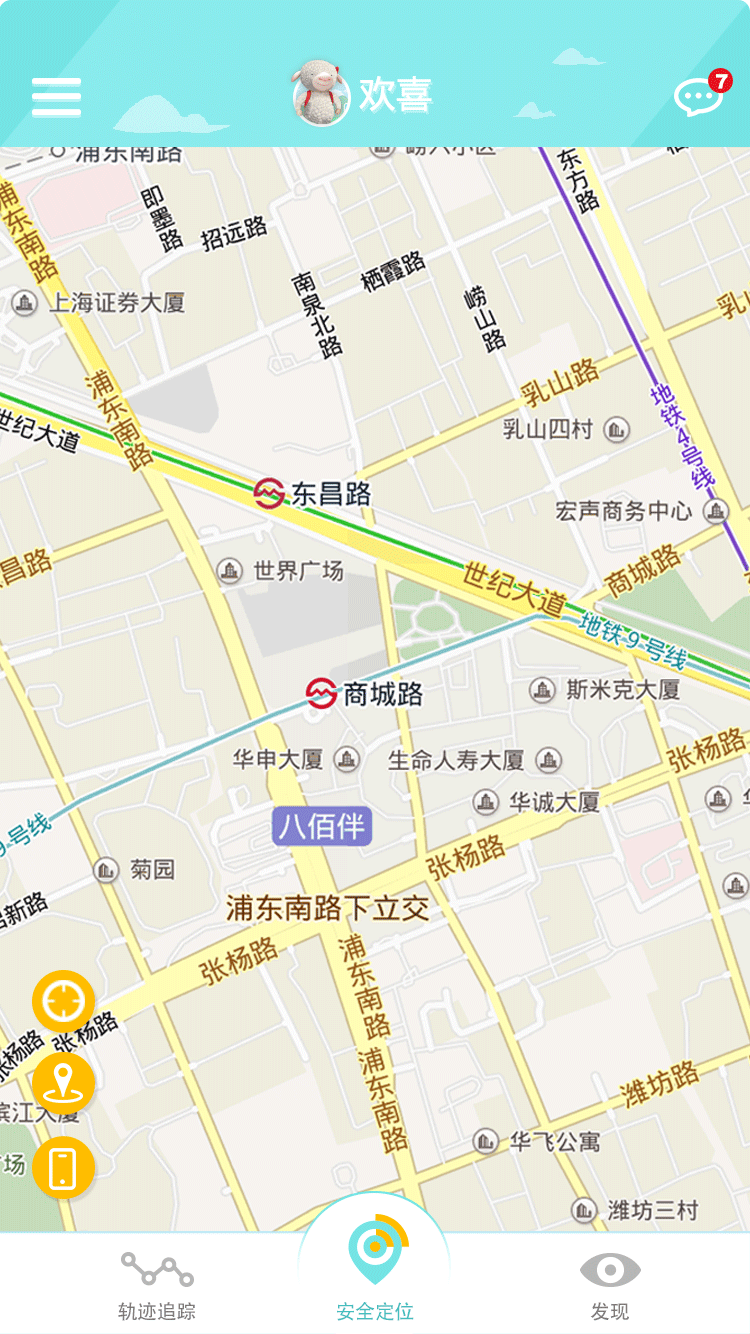 欢喜
7
浦东南路
崂六小区
东方路
浦东南路
即墨路
招远路
栖霞路
南泉北路
崂山路
上海证券大厦
乳山路
浦东南路
地铁4号线
世纪大道
乳山四村
东昌路
宏声商务中心
昌路
世界广场
世纪大道
商城路
地铁9号线
商城路
斯米克大厦
张杨路
华申大厦
生命人寿大厦
华诚大厦
八佰伴
9号线
张杨路
菊园
浦东南路下立交
张杨路
浦东南路
张杨路
张杨路
浦东南路
滨江大厦
潍坊路
华飞公寓
场
潍坊三村
轨迹追踪
安全定位
发现